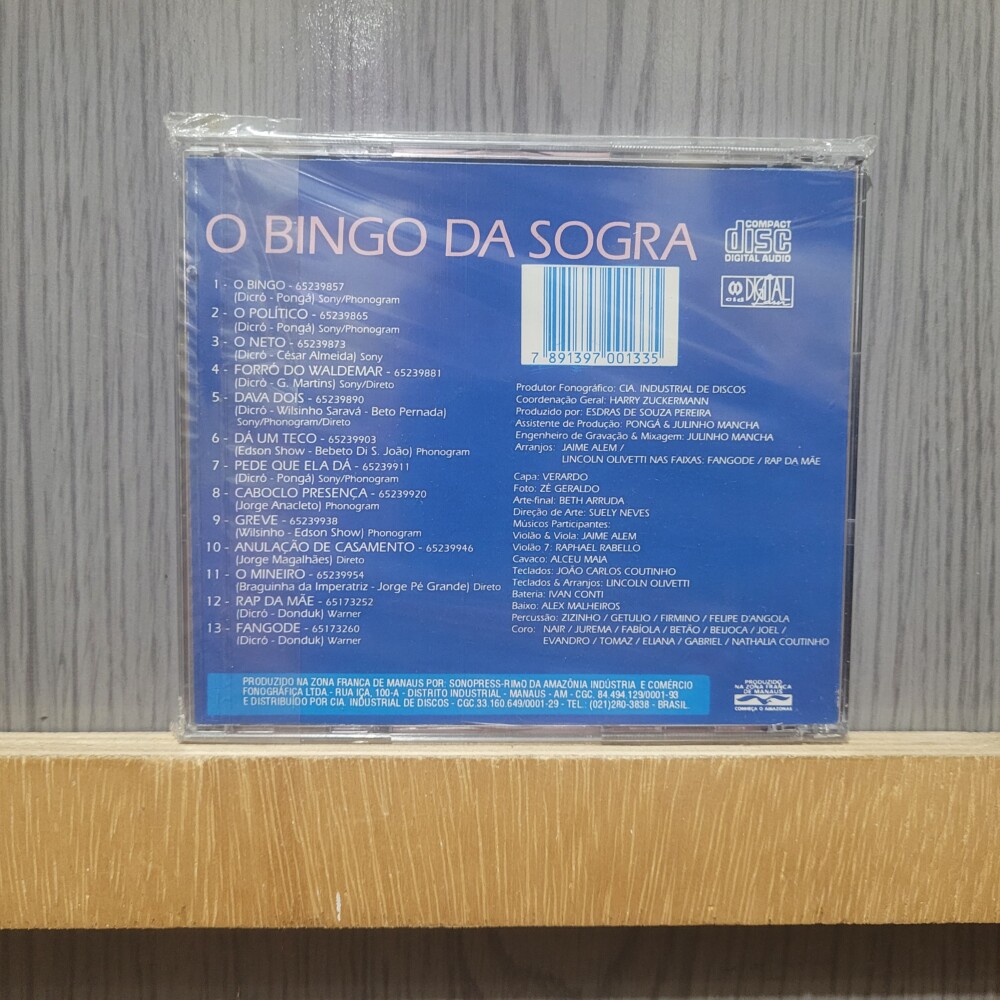 O BINGO DA SOGRA
COMPACT
disc
DIGITAL AUDIO
cid DIGITAL
1 - O BINGO - 65239857
(Dicró - Pongá) Sony/Phonogram
2 - O POLÍTICO - 65239865
(Dicró - Pongá) Sony/Phonogram
3 - O NETO - 65239873
(Dicró - César Almeida) Sony
4 - FORRÓ DO WALDEMAR - 65239881
(Dicró - G. Martins) Sony/Direto
5 - DAVA DOIS - 65239890
(Dicró - Wilsinho Saravá - Beto Pernada)
Sony/Phonogram/Direto
6 - DÁ UM TECO - 65239903
(Edson Show - Bebeto Di S. João) Phonogram
7 - PEDE QUE ELA DÁ - 65239911
(Dicró - Pongá) Sony/Phonogram
8 - CABOCLO PRESENÇA - 65239920
(Jorge Anacleto) Phonogram
9 - GREVE - 65239938
(Wilsinho - Edson Show) Phonogram
10 - ANULAÇÃO DE CASAMENTO - 65239946
(Jorge Magalhães) Direto
11 - O MINEIRO - 65239954
(Braguinha da Imperatriz - Jorge Pé Grande) Direto
12 - RAP DA MÃE - 65173252
(Dicró - Donduk) Warner
13 - FANGODE - 65173260
(Dicró - Donduk) Warner
7 891397 001335
Produtor Fonográfico: CIA. INDUSTRIAL DE DISCOS
Coordenação Geral: HARRY ZUCKERMANN
Produzido por: ESDRAS DE SOUZA PEREIRA
Assistente de Produção: PONGÁ & JULINHO MANCHA
Engenheiro de Gravação & Mixagem: JULINHO MANCHA
Arranjos: JAIME ALEM /
LINCOLN OLIVETTI NAS FAIXAS: FANGODE / RAP DA MÃE
Capa: VERARDO
Foto: ZÉ GERALDO
Arte-final: BETH ARRUDA
Direção de Arte: SUELY NEVES
Músicos Participantes:
Violão & Viola: JAIME ALEM
Violão 7: RAPHAEL RABELLO
Cavaco: ALCEU MAIA
Teclados: JOÃO CARLOS COUTINHO
Teclados & Arranjos: LINCOLN OLIVETTI
Bateria: IVAN CONTI
Baixo: ALEX MALHEIROS
Percussão: ZIZINHO / GETULIO / FIRMINO / FELIPE D'ANGOLA
Coro: NAIR / JUREMA / FABÍOLA / BETÃO / BEIJOCA / JOEL /
EVANDRO / TOMAZ / ELIANA / GABRIEL / NATHALIA COUTINHO
PRODUZIDO NA ZONA FRANCA DE MANAUS POR: SONOPRESS-RIMO DA AMAZÔNIA INDÚSTRIA E COMÉRCIO
FONOGRÁFICA LTDA - RUA IÇÁ, 100-A - DISTRITO INDUSTRIAL - MANAUS - AM - CGC. 84.494.129/0001-93
E DISTRIBUIDO POR CIA. INDUSTRIAL DE DISCOS - CGC 33.160.649/0001-29 - TEL.: (021)280-3838 - BRASIL
PRODUZIDO
NA ZONA FRANCA
DE MANAUS
CONHEÇA O AMAZONAS